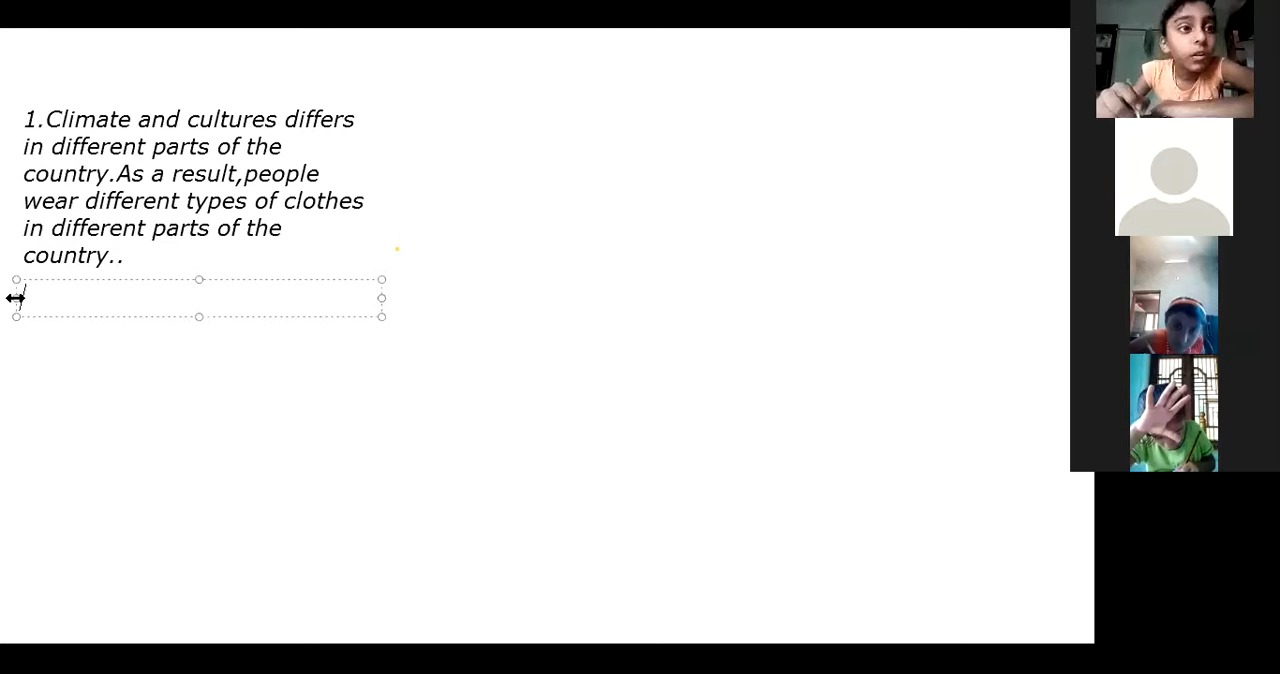 1.Climate and cultures differs
in different parts of the
country.As a result,people
wear different types of clothes
in different parts of the
country..